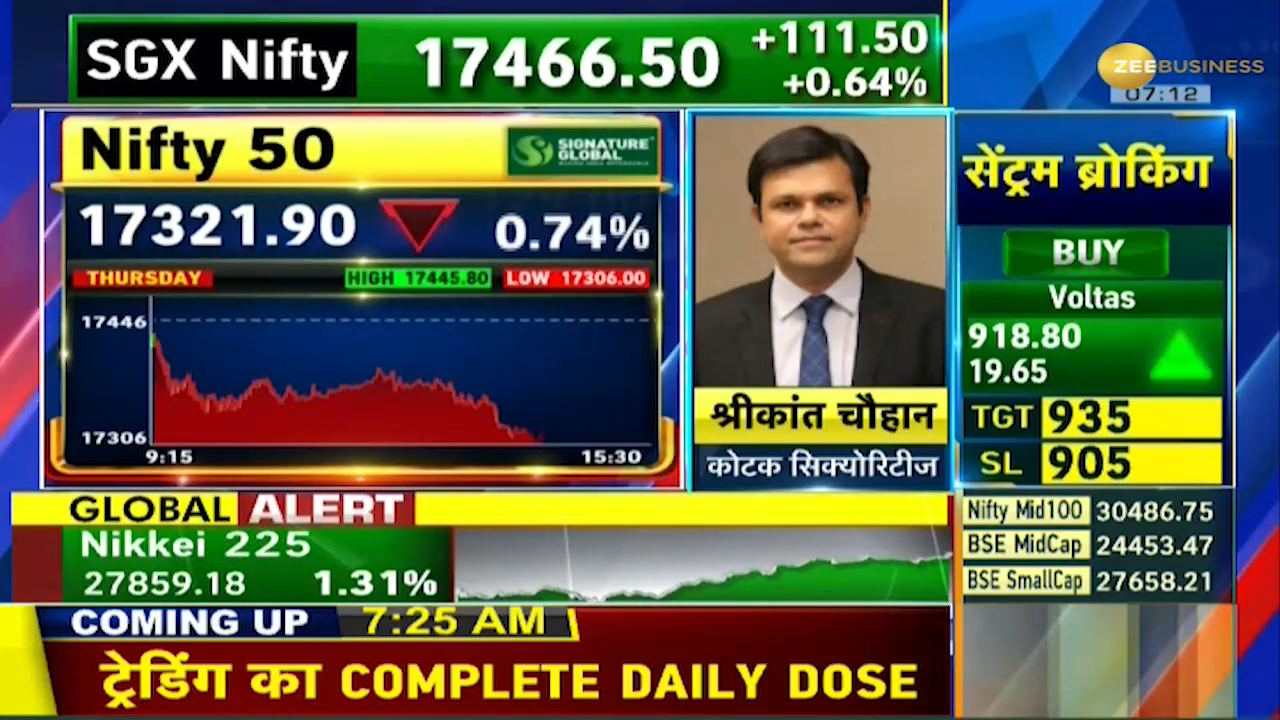 SGX Nifty 17466.50 +111.50
+0.64%
ZEEBUSINESS
07:12
Nifty 50
SIGNATURE GLOBAL
17321.90 0.74%
THURSDAY HIGH 17445.80 LOW 17306.00
17446
17306
9:15 15:30
श्रीकांत चौहान
कोटक सिक्योरिटीज
सेंट्रम ब्रोकिंग
BUY
Voltas
918.80
19.65
TGT 935
SL 905
Nifty Mid100 30486.75
BSE MidCap 24453.47
BSE SmallCap 27658.21
GLOBAL ALERT
Nikkei 225
27859.18 1.31%
COMING UP 7:25 AM
ट्रेडिंग का COMPLETE DAILY DOSE